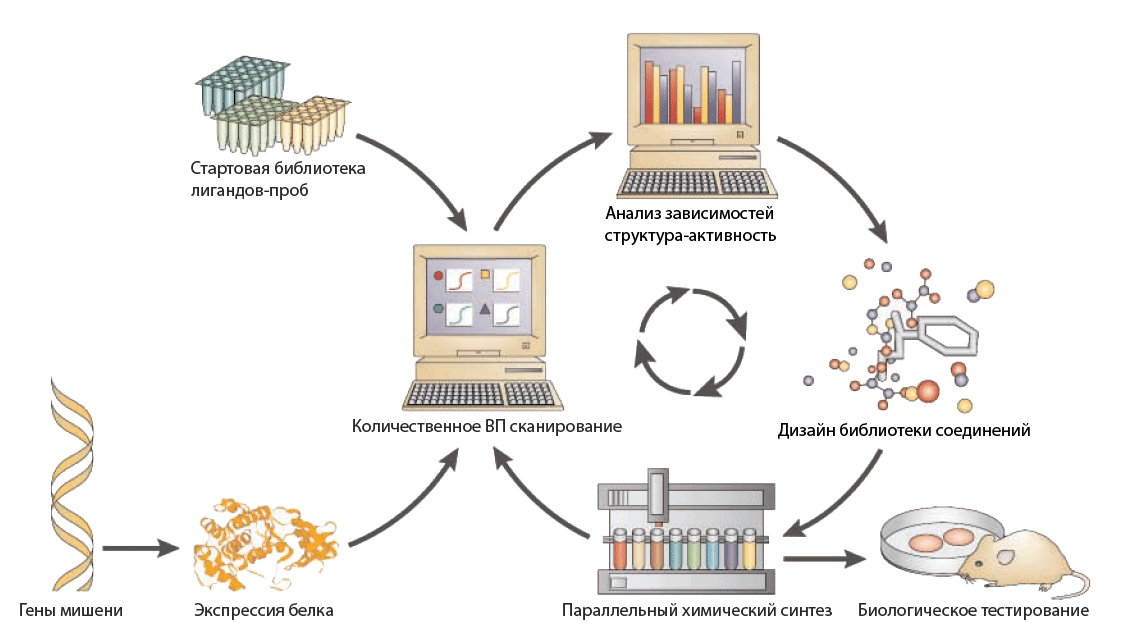 Стартовая библиотека
лигандов-проб
Анализ зависимостей
структура-активность
Количественное ВП сканирование
Дизайн библиотеки соединений
Гены мишени
Экспрессия белка
Параллельный химический синтез
Биологическое тестирование